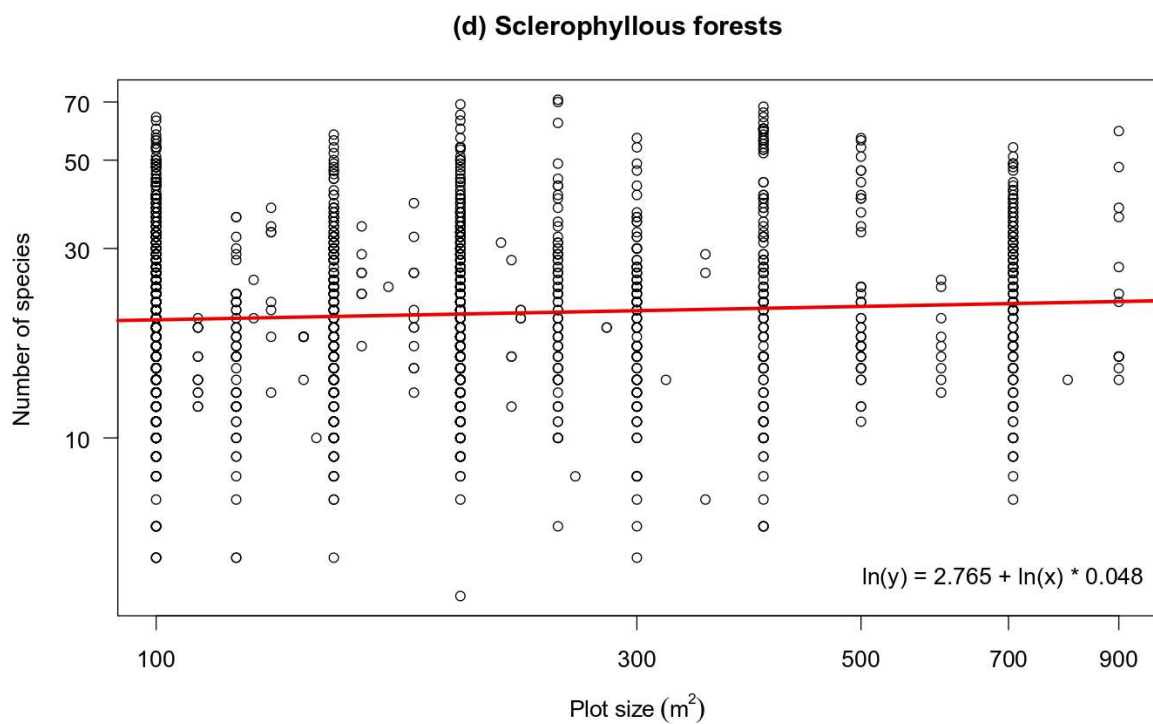 (d) Sclerophyllous forests
Number of species
70
50
30
10
ln(y) = 2.765 + ln(x) * 0.048
100
300
500
700
900
Plot size (m²)